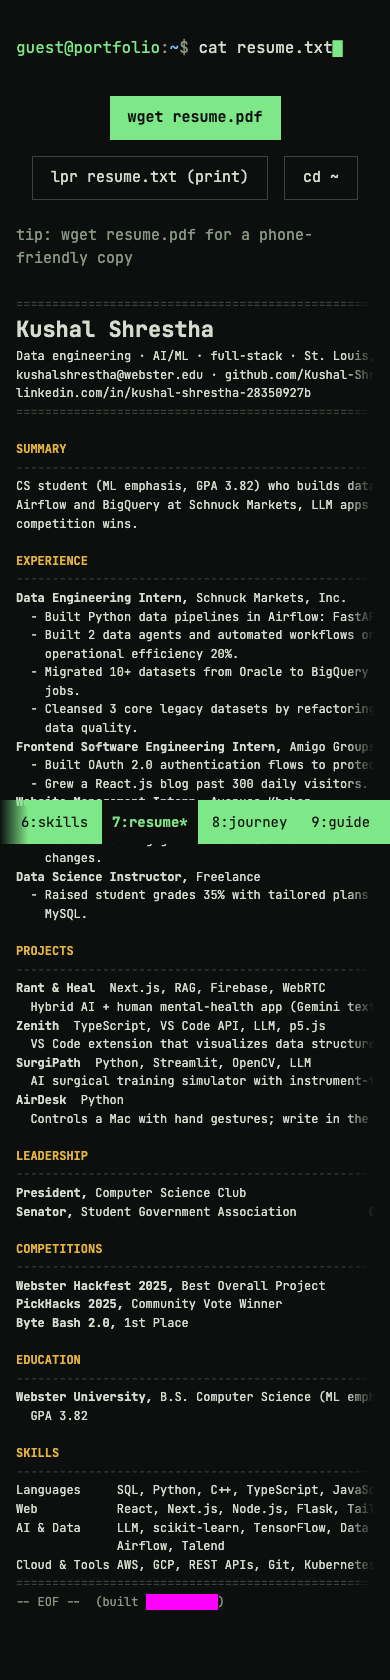 guest@portfolio:~$ cat resume.txt
wget resume.pdf
lpr resume.txt (print)
cd ~
tip: wget resume.pdf for a phone-
friendly copy
Kushal Shrestha
Data engineering · AI/ML · full-stack · St. Louis,
kushalshrestha@webster.edu · github.com/Kushal-Shr
linkedin.com/in/kushal-shrestha-28350927b
SUMMARY
CS student (ML emphasis, GPA 3.82) who builds data
Airflow and BigQuery at Schnuck Markets, LLM apps
competition wins.
EXPERIENCE
Data Engineering Intern, Schnuck Markets, Inc.
- Built Python data pipelines in Airflow: FastA
- Built 2 data agents and automated workflows on
operational efficiency 20%.
- Migrated 10+ datasets from Oracle to BigQuery
jobs.
- Cleansed 3 core legacy datasets by refactoring
data quality.
Frontend Software Engineering Intern, Amigo Groups
- Built OAuth 2.0 authentication flows to protec
- Grew a React.js blog past 300 daily visitors.
6:skills 7:resume* 8:journey 9:guide
changes.
Data Science Instructor, Freelance
- Raised student grades 35% with tailored plans
MySQL.
PROJECTS
Rant & Heal Next.js, RAG, Firebase, WebRTC
Hybrid AI + human mental-health app (Gemini text
Zenith TypeScript, VS Code API, LLM, p5.js
VS Code extension that visualizes data structure
SurgiPath Python, Streamlit, OpenCV, LLM
AI surgical training simulator with instrument-
AirDesk Python
Controls a Mac with hand gestures; write in the
LEADERSHIP
President, Computer Science Club
Senator, Student Government Association
COMPETITIONS
Webster Hackfest 2025, Best Overall Project
PickHacks 2025, Community Vote Winner
Byte Bash 2.0, 1st Place
EDUCATION
Webster University, B.S. Computer Science (ML emph
GPA 3.82
SKILLS
Languages SQL, Python, C++, TypeScript, JavaSc
Web React, Next.js, Node.js, Flask, Tail
AI & Data LLM, scikit-learn, TensorFlow, Data
Airflow, Talend
Cloud & Tools AWS, GCP, REST APIs, Git, Kubernetes
-- EOF -- (built )